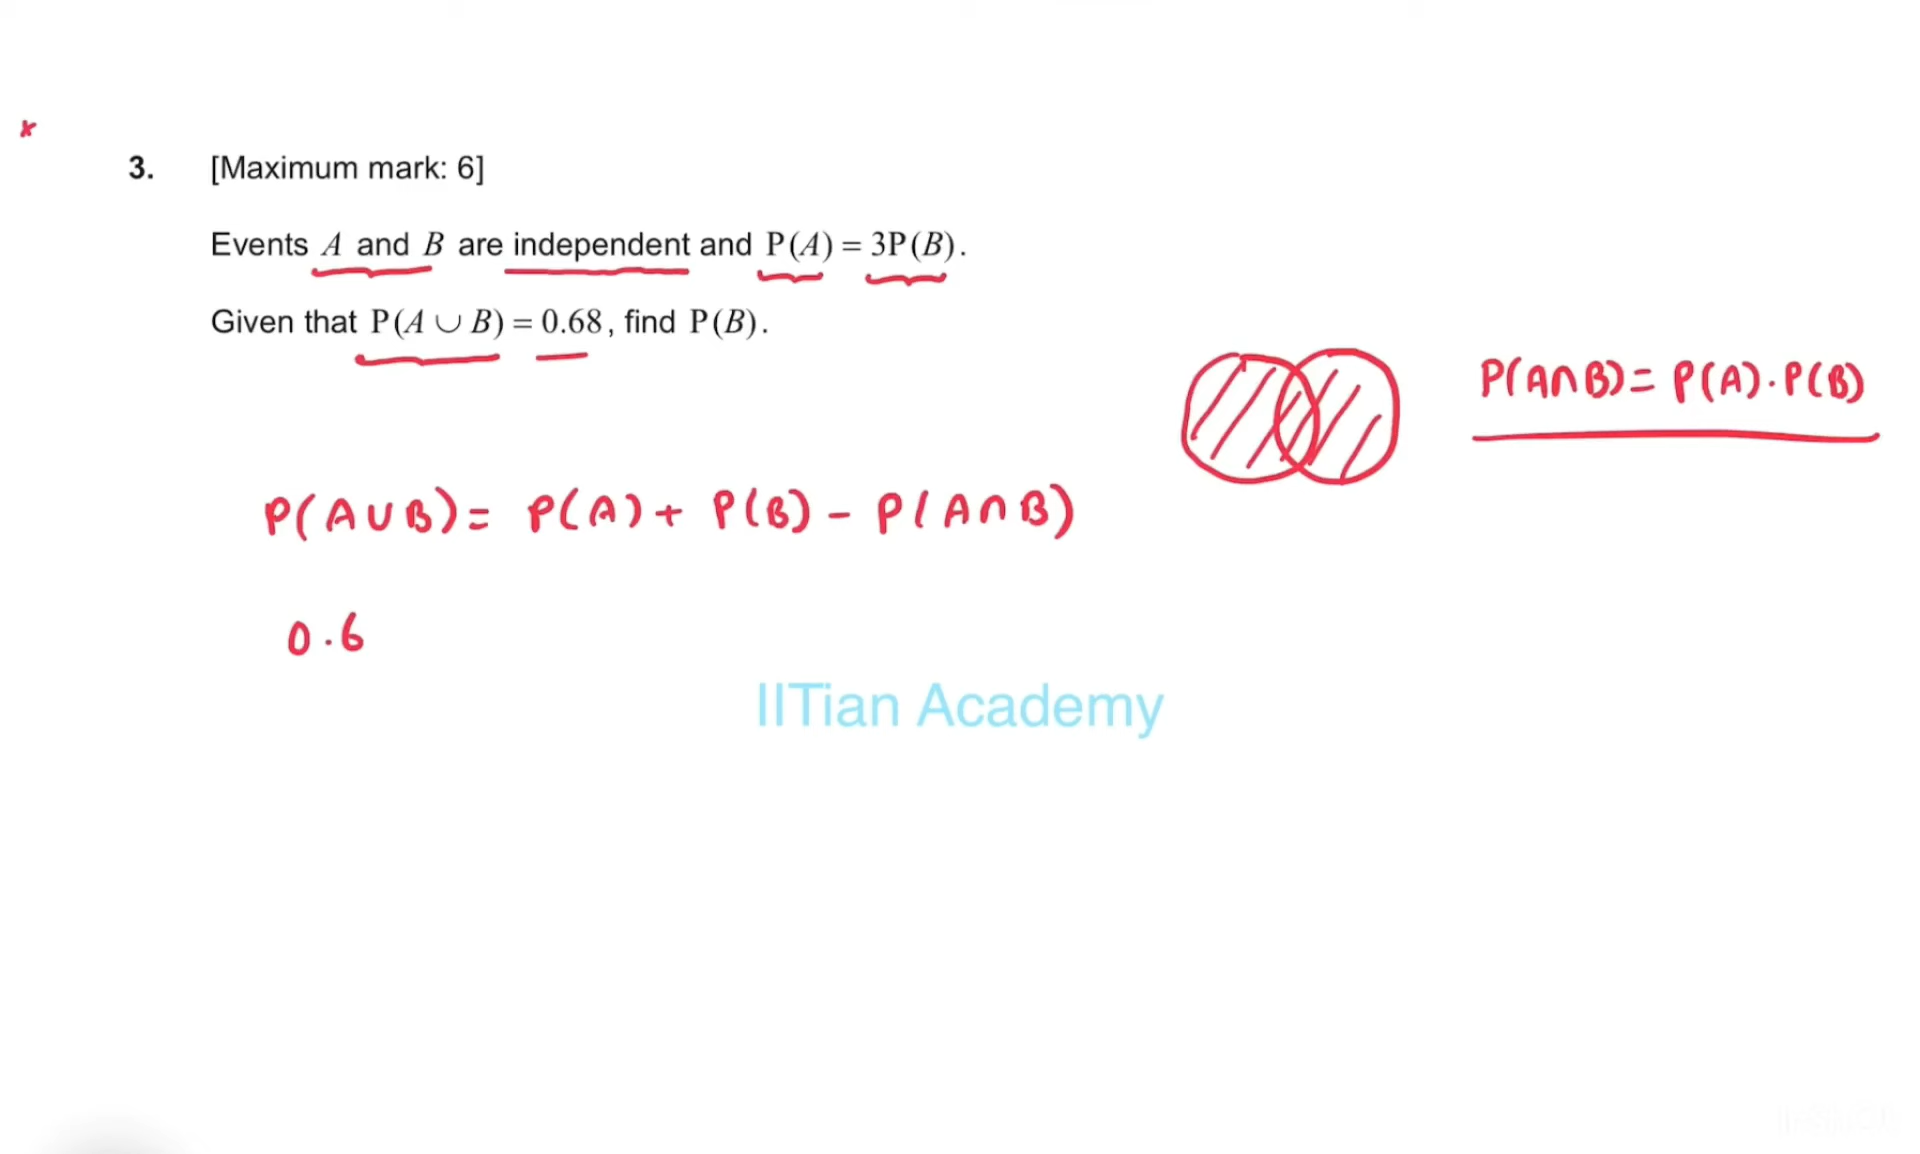 3. [Maximum mark: 6]
Events A and B are independent and P(A) = 3P(B).
Given that P(A ∪ B) = 0.68, find P(B).
P(A∩B) = P(A)·P(B)
P(A∪B) = P(A) + P(B) - P(A∩B)
0.6
IITian Academy